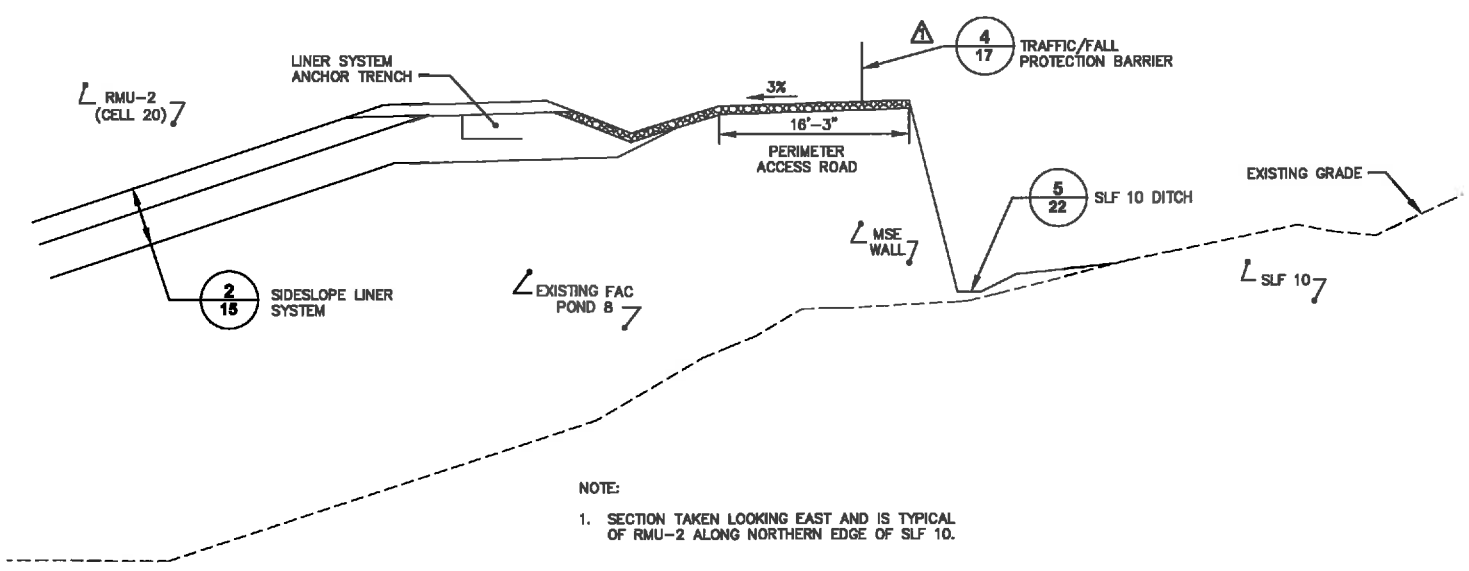 1
4
17
TRAFFIC/FALL
PROTECTION BARRIER
LINER SYSTEM
ANCHOR TRENCH
RMU-2
(CELL 20)
3%
16'-3"
PERIMETER
ACCESS ROAD
EXISTING GRADE
5
22
SLF 10 DITCH
MSE
WALL
SLF 10
2
15
SIDESLOPE LINER
SYSTEM
EXISTING FAC
POND 8
NOTE:
1. SECTION TAKEN LOOKING EAST AND IS TYPICAL
OF RMU-2 ALONG NORTHERN EDGE OF SLF 10.